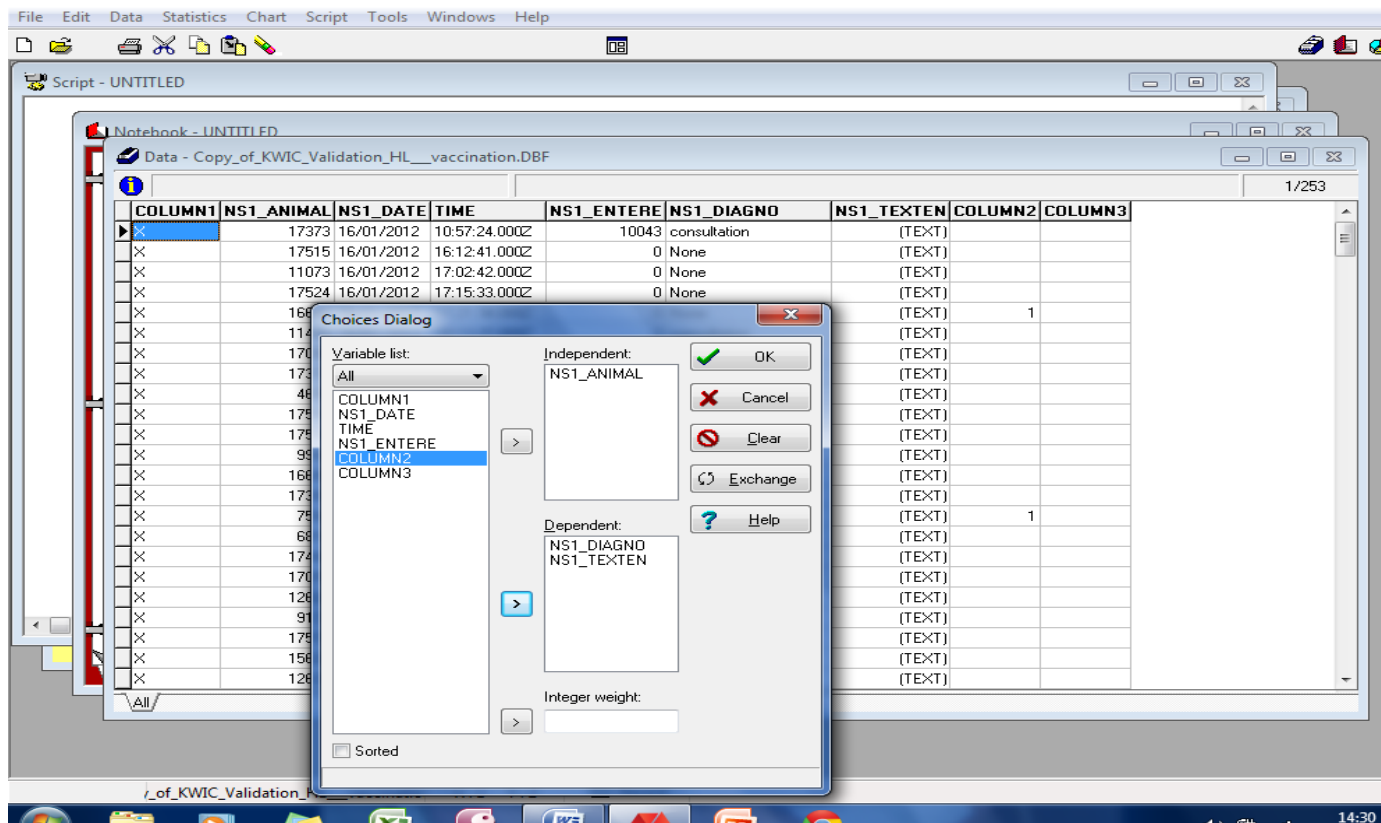 File Edit Data Statistics Chart Script Tools Windows Help
Script - UNTITLED
Notebook - UNTITLED
Data - Copy_of_KWIC_Validation_HL__vaccination.DBF
1/253
COLUMN1 NS1_ANIMAL NS1_DATE TIME NS1_ENTERE NS1_DIAGNO NS1_TEXTEN COLUMN2 COLUMN3
X 17373 16/01/2012 10:57:24.000Z 10043 consultation (TEXT)
X 17515 16/01/2012 16:12:41.000Z 0 None (TEXT)
X 11073 16/01/2012 17:02:42.000Z 0 None (TEXT)
X 17524 16/01/2012 17:15:33.000Z 0 None (TEXT)
X (TEXT) 1
X (TEXT)
X (TEXT)
X (TEXT)
X (TEXT)
X (TEXT)
X (TEXT)
X (TEXT)
X (TEXT)
X (TEXT)
X (TEXT) 1
X (TEXT)
X (TEXT)
X (TEXT)
X (TEXT)
X (TEXT)
X (TEXT)
X (TEXT)
X (TEXT)
All
Choices Dialog
Variable list:
All
COLUMN1
NS1_DATE
TIME
NS1_ENTERE
COLUMN2
COLUMN3
Sorted
Independent:
NS1_ANIMAL
Dependent:
NS1_DIAGNO
NS1_TEXTEN
Integer weight:
OK
Cancel
Clear
Exchange
Help
_of_KWIC_Validation_
14:30